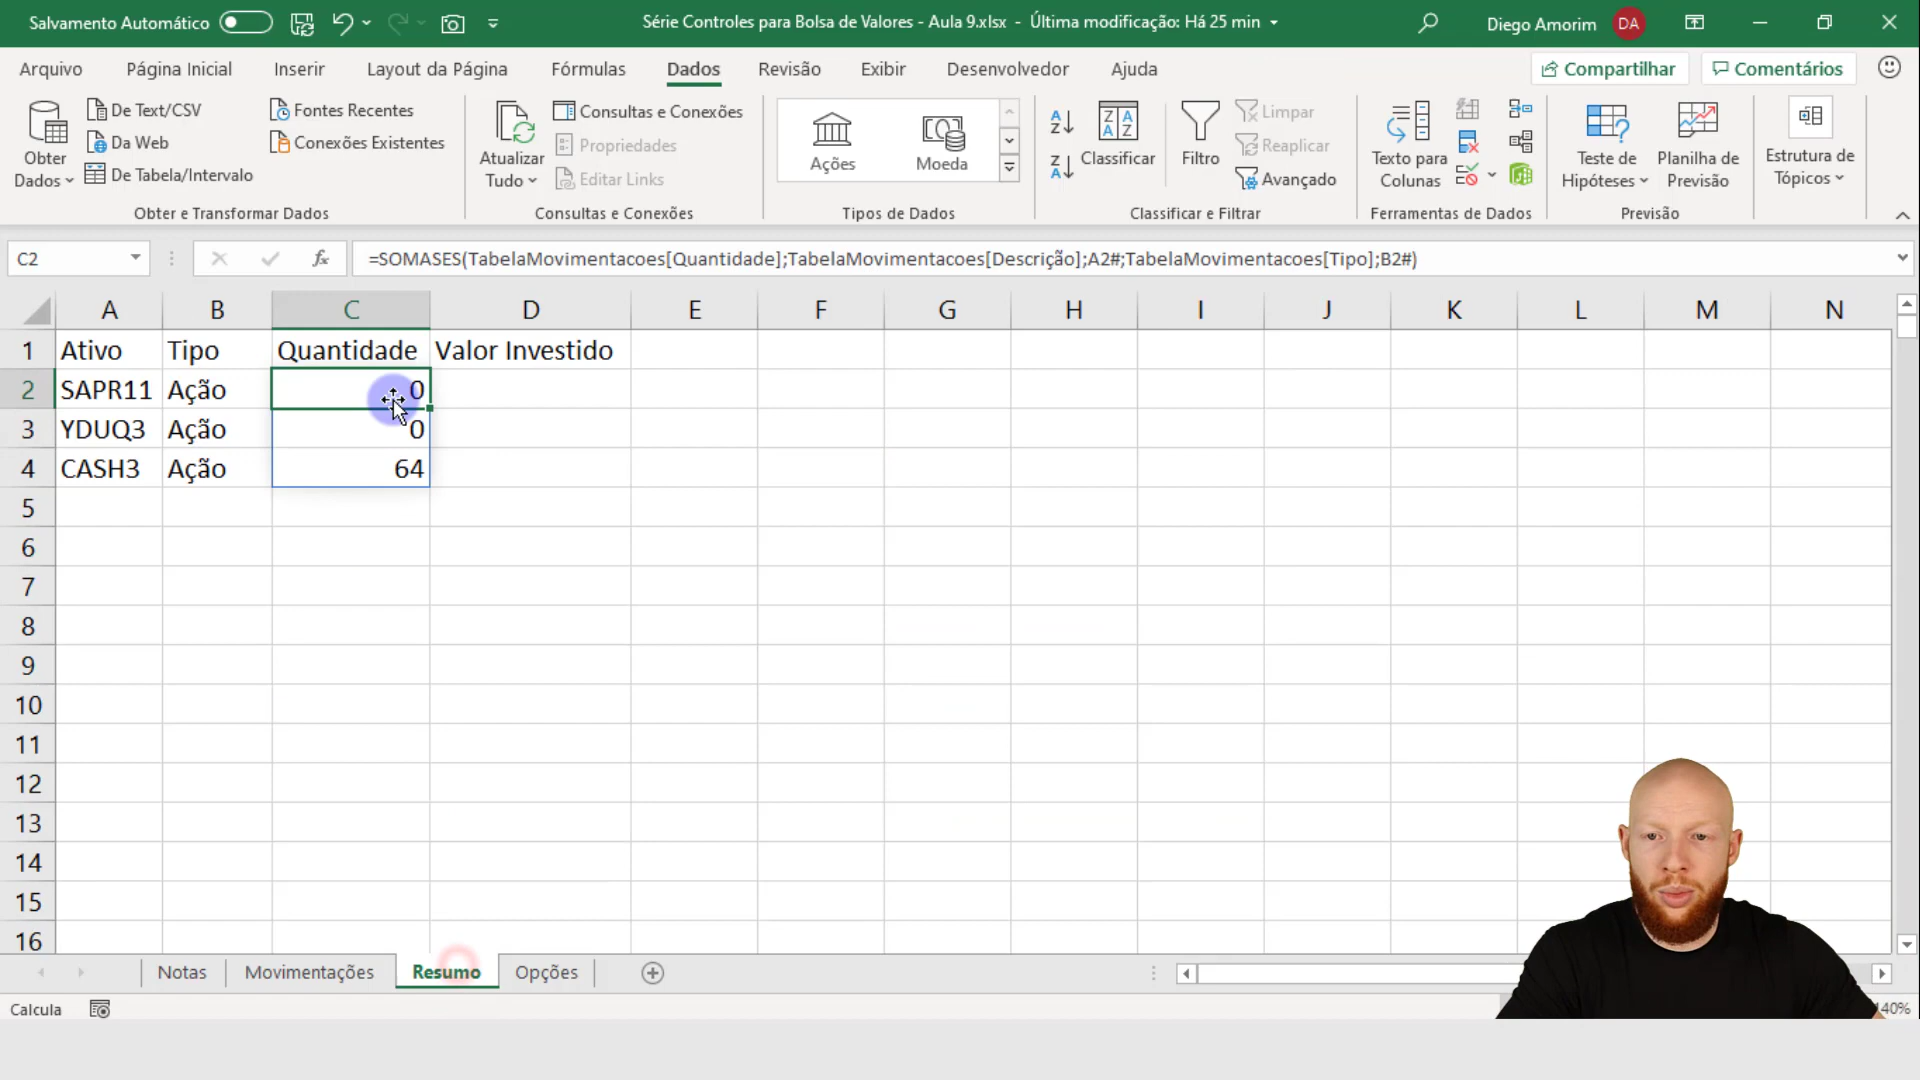 Salvamento Automático
Série Controles para Bolsa de Valores - Aula 9.xlsx - Última modificação: Há 25 min
Diego Amorim DA
Arquivo Página Inicial Inserir Layout da Página Fórmulas Dados Revisão Exibir Desenvolvedor Ajuda
Compartilhar Comentários
Obter Dados
De Text/CSV
Da Web
De Tabela/Intervalo
Fontes Recentes
Conexões Existentes
Obter e Transformar Dados
Atualizar Tudo
Consultas e Conexões
Propriedades
Editar Links
Consultas e Conexões
Ações
Moeda
Tipos de Dados
Classificar
Filtro
Limpar
Reaplicar
Avançado
Classificar e Filtrar
Texto para Colunas
Ferramentas de Dados
Teste de Hipóteses
Planilha de Previsão
Previsão
Estrutura de Tópicos
C2 fx =SOMASES(TabelaMovimentacoes[Quantidade];TabelaMovimentacoes[Descrição];A2#;TabelaMovimentacoes[Tipo];B2#)
A B C D E F G H I J K L M N
1 Ativo Tipo Quantidade Valor Investido
2 SAPR11 Ação 0
3 YDUQ3 Ação 0
4 CASH3 Ação 64
5
6
7
8
9
10
11
12
13
14
15
16
Notas Movimentações Resumo Opções
Calcula
140%